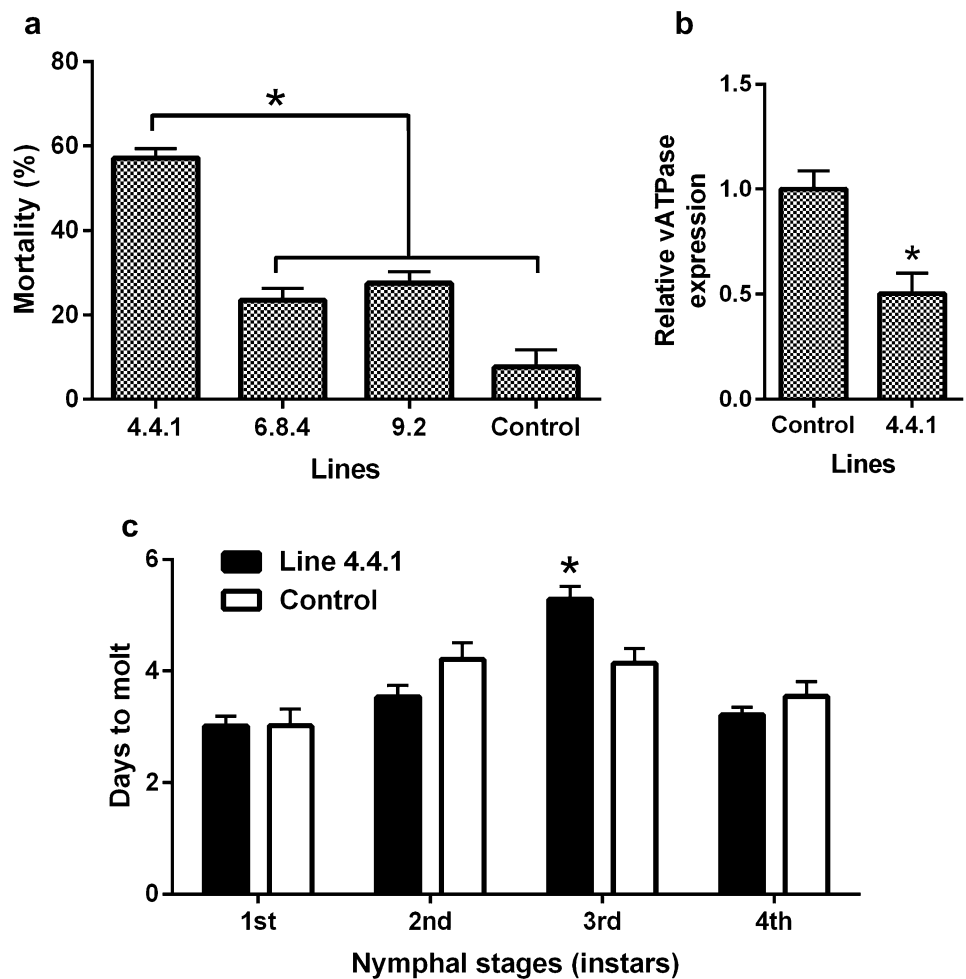 a
80
60
40
20
0
Mortality (%)
*
4.4.1 6.8.4 9.2 Control
Lines
b
1.5
1.0
0.5
0.0
Relative vATPase
expression
*
Control 4.4.1
Lines
c
6
4
2
0
Days to molt
Line 4.4.1
Control
*
1st 2nd 3rd 4th
Nymphal stages (instars)